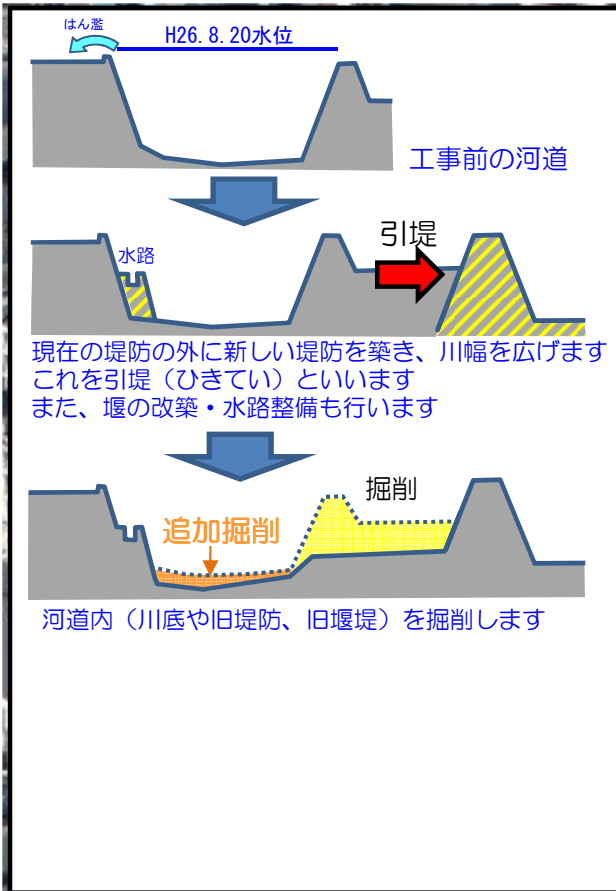 はん濫
H26.8.20水位
工事前の河道
引堤
水路
現在の堤防の外に新しい堤防を築き、川幅を広げます
これを引堤（ひきてい）といいます
また、堰の改築・水路整備も行います
掘削
追加掘削
河道内（川底や旧堤防、旧堰堤）を掘削します